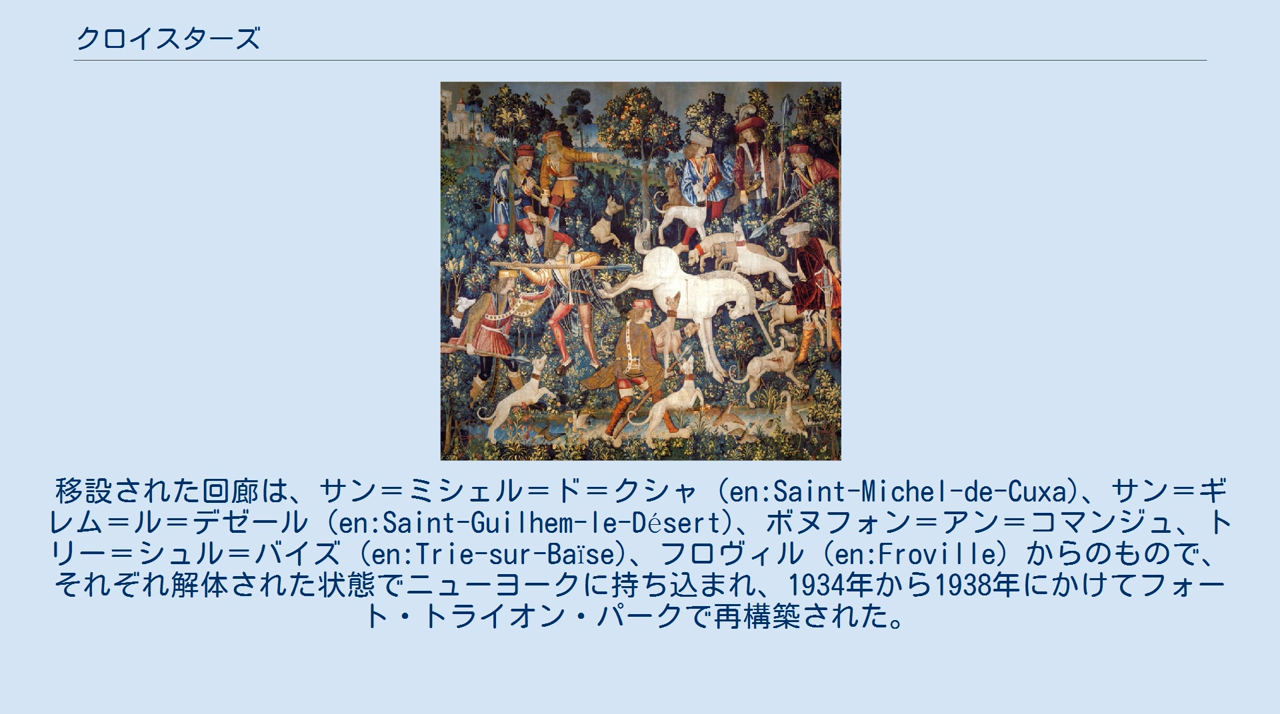 クロイスターズ
移設された回廊は、サン＝ミシェル＝ド＝クシャ (en:Saint-Michel-de-Cuxa)、サン＝ギ
レム＝ル＝デゼール (en:Saint-Guilhem-le-Désert)、ボヌフォン＝アン＝コマンジュ、ト
リー＝シュル＝バイズ (en:Trie-sur-Baïse)、フロヴィル (en:Froville) からのもので、
それぞれ解体された状態でニューヨークに持ち込まれ、1934年から1938年にかけてフォー
ト・トライオン・パークで再構築された。